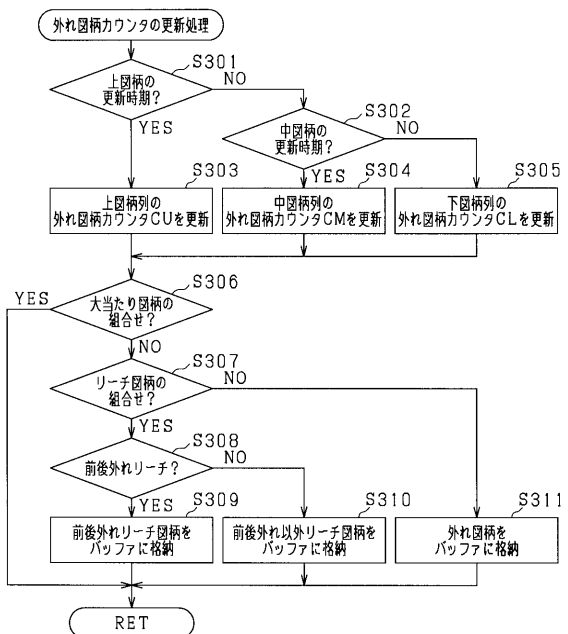 外れ図柄カウンタの更新処理
S301
上図柄の
更新時期?
NO
YES
S302
中図柄の
更新時期?
NO
YES
S303
上図柄列の
外れ図柄カウンタCUを更新
S304
中図柄列の
外れ図柄カウンタCMを更新
S305
下図柄列の
外れ図柄カウンタCLを更新
S306
大当たり図柄の
組合せ?
YES
NO
S307
リーチ図柄の
組合せ?
NO
YES
S308
前後外れリーチ?
NO
YES
S309
前後外れリーチ図柄を
バッファに格納
S310
前後外れ以外リーチ図柄を
バッファに格納
S311
外れ図柄を
バッファに格納
RET